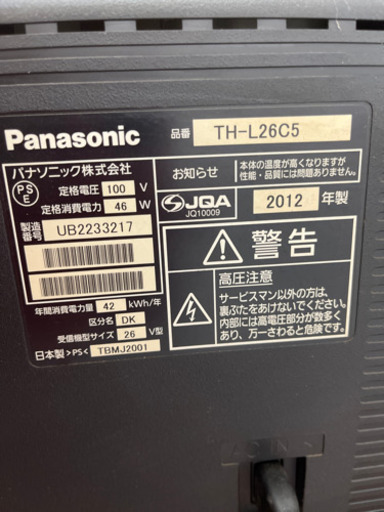 Panasonic
品番 TH-L26C5
パナソニック株式会社
PS
E
定格電圧 100 V
定格消費電力 46 W
製造
番号 UB2233217
年間消費電力量 42 kWh/年
区分名 DK
受信機型サイズ 26 V型
日本製 >PS< TBMJ2001
お知らせ
本体の温度が高くなりますが
性能・品質には問題ありません。
JQA
JQ10009
2012 年製
警告
高圧注意
サービスマン以外の方は、
裏ぶたをあけないでください。
内部には高電圧部分が数多く
あり、万一さわると危険です。
AC IN